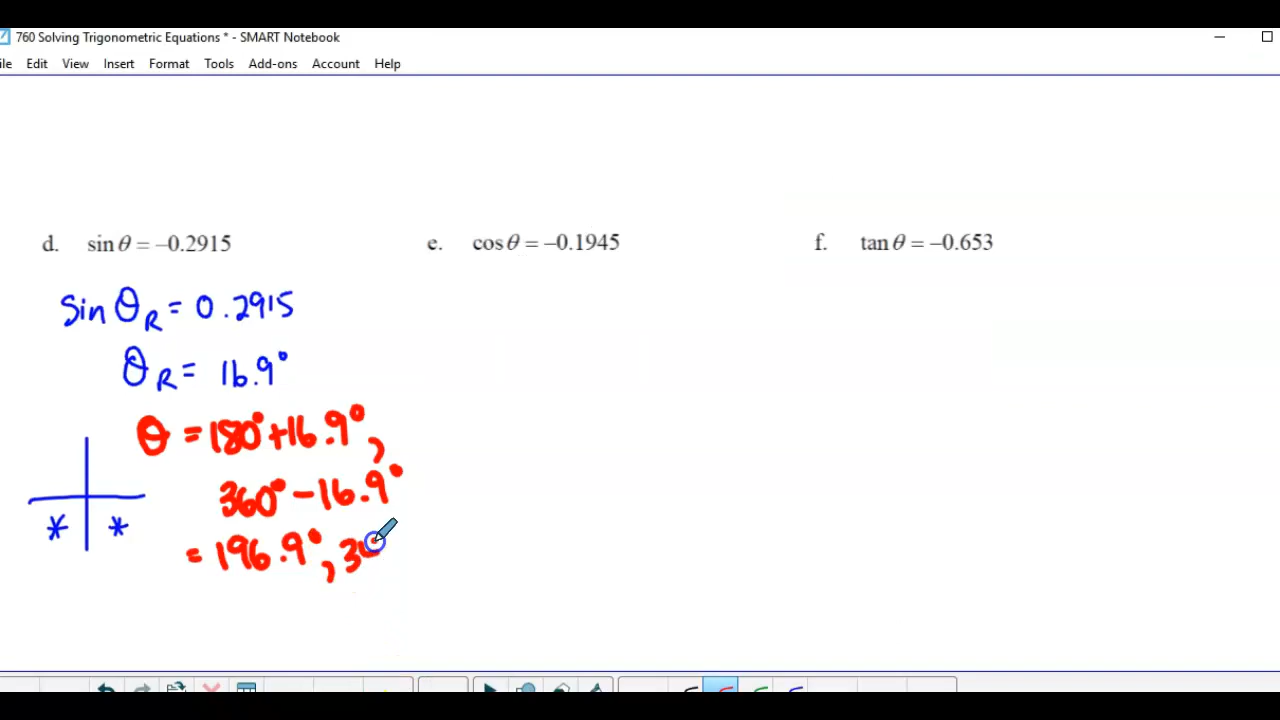 760 Solving Trigonometric Equations * - SMART Notebook
ile Edit View Insert Format Tools Add-ons Account Help
d. sin θ = –0.2915
e. cos θ = –0.1945
f. tan θ = –0.653
Sin θ_R = 0.2915
θ_R = 16.9°
θ = 180° + 16.9°,
360° – 16.9°
= 196.9°, 3